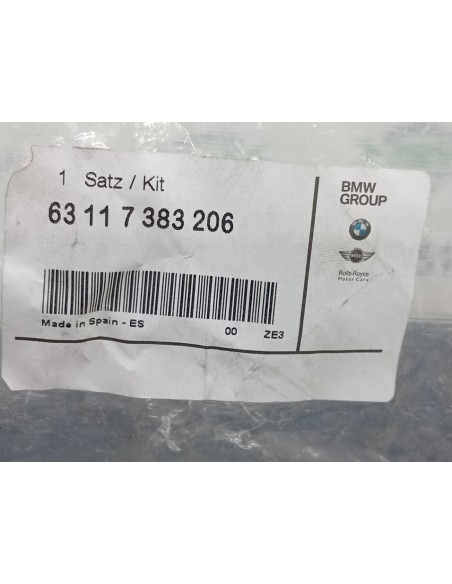 1 Satz / Kit
63 11 7 383 206
Made in Spain - ES 00 ZE3
BMW
GROUP
Rolls-Royce
Motor Cars